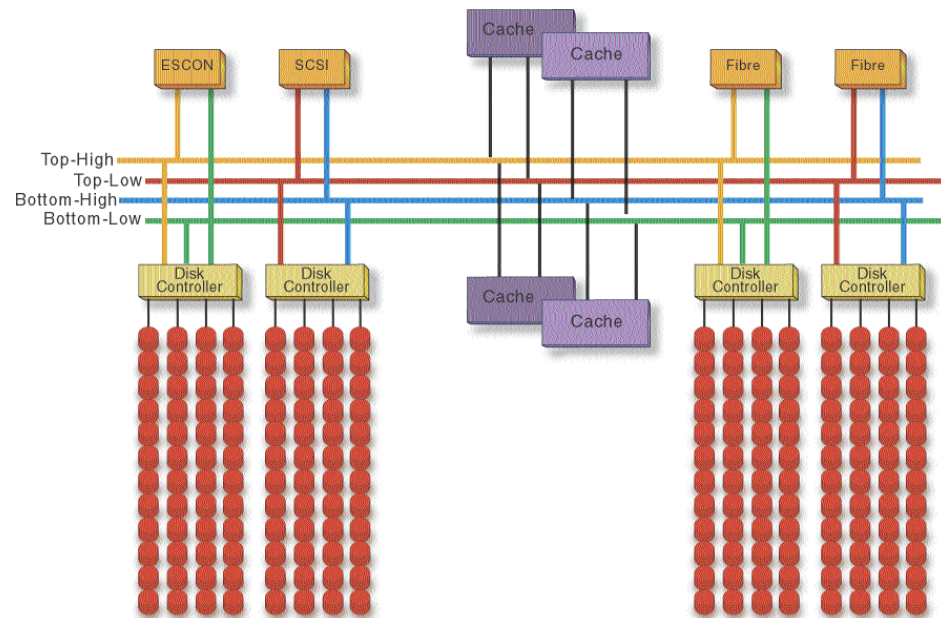 Cache
Cache
ESCON
SCSI
Fibre
Fibre
Top-High
Top-Low
Bottom-High
Bottom-Low
Disk
Controller
Disk
Controller
Cache
Cache
Disk
Controller
Disk
Controller